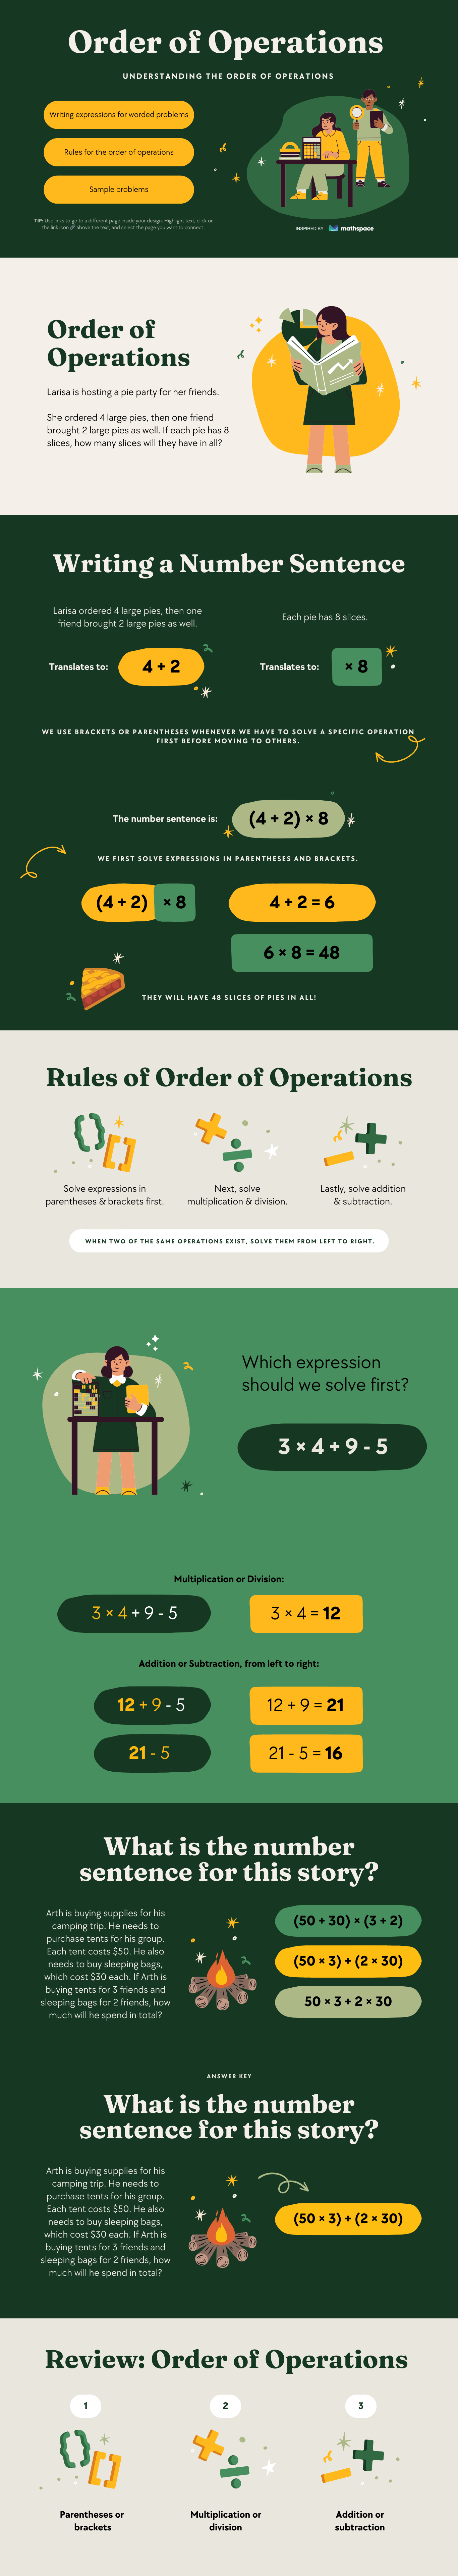 Order of Operations
UNDERSTANDING THE ORDER OF OPERATIONS
Writing expressions for worded problems
Rules for the order of operations
Sample problems
TIP: Use links to go to a different page inside your design. Highlight text, click on
the link icon above the text, and select the page you want to connect.
INSPIRED BY mathspace
Order of
Operations
Larisa is hosting a pie party for her friends.
She ordered 4 large pies, then one friend
brought 2 large pies as well. If each pie has 8
slices, how many slices will they have in all?
Writing a Number Sentence
Larisa ordered 4 large pies, then one
friend brought 2 large pies as well.
Each pie has 8 slices.
Translates to:
4 + 2
Translates to:
× 8
WE USE BRACKETS OR PARENTHESES WHENEVER WE HAVE TO SOLVE A SPECIFIC OPERATION
FIRST BEFORE MOVING TO OTHERS.
The number sentence is:
(4 + 2) × 8
WE FIRST SOLVE EXPRESSIONS IN PARENTHESES AND BRACKETS.
(4 + 2) × 8
4 + 2 = 6
6 × 8 = 48
THEY WILL HAVE 48 SLICES OF PIES IN ALL!
Rules of Order of Operations
Solve expressions in
parentheses & brackets first.
Next, solve
multiplication & division.
Lastly, solve addition
& subtraction.
WHEN TWO OF THE SAME OPERATIONS EXIST, SOLVE THEM FROM LEFT TO RIGHT.
Which expression
should we solve first?
3 × 4 + 9 - 5
Multiplication or Division:
3 × 4 + 9 - 5
3 × 4 = 12
Addition or Subtraction, from left to right:
12 + 9 - 5
12 + 9 = 21
21 - 5
21 - 5 = 16
What is the number
sentence for this story?
Arth is buying supplies for his
camping trip. He needs to
purchase tents for his group.
Each tent costs $50. He also
needs to buy sleeping bags,
which cost $30 each. If Arth is
buying tents for 3 friends and
sleeping bags for 2 friends, how
much will he spend in total?
(50 + 30) × (3 + 2)
(50 × 3) + (2 × 30)
50 × 3 + 2 × 30
ANSWER KEY
What is the number
sentence for this story?
Arth is buying supplies for his
camping trip. He needs to
purchase tents for his group.
Each tent costs $50. He also
needs to buy sleeping bags,
which cost $30 each. If Arth is
buying tents for 3 friends and
sleeping bags for 2 friends, how
much will he spend in total?
(50 × 3) + (2 × 30)
Review: Order of Operations
1
2
3
Parentheses or
brackets
Multiplication or
division
Addition or
subtraction